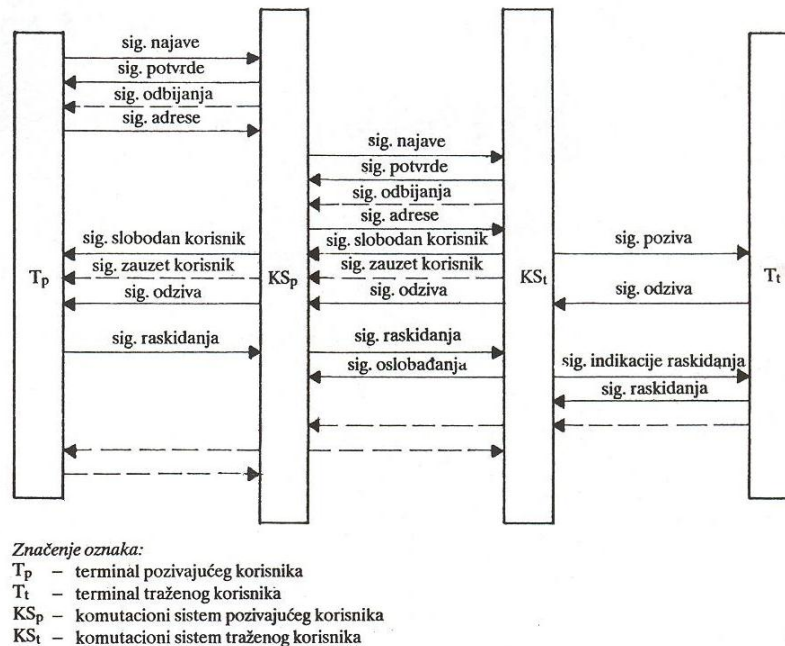 sig. najave
sig. potvrde
sig. odbijanja
sig. adrese
sig. najave
sig. potvrde
sig. odbijanja
sig. adrese
sig. slobodan korisnik
sig. slobodan korisnik
sig. poziva
sig. zauzet korisnik
sig. zauzet korisnik
Tp
KSp
KSt
Tt
sig. odziva
sig. odziva
sig. odziva
sig. raskidanja
sig. raskidanja
sig. oslobađanja
sig. indikacije raskidanja
sig. raskidanja
Značenje oznaka:
Tp – terminal pozivajućeg korisnika
Tt – terminal traženog korisnika
KSp – komutacioni sistem pozivajućeg korisnika
KSt – komutacioni sistem traženog korisnika